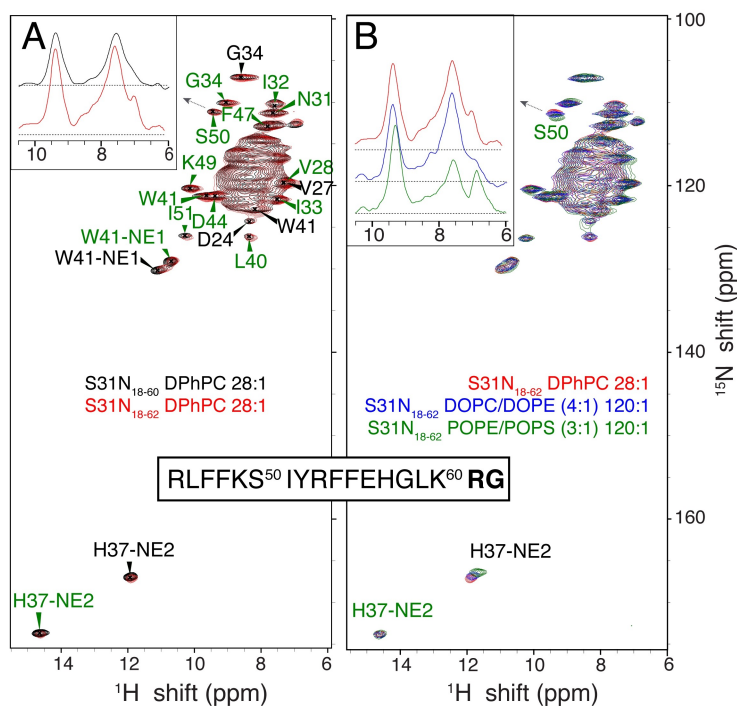 A
B
G34
G34
I32
N31
F47
S50
K49
V28
V27
W41
I51
D44
I33
W41
D24
W41-NE1
W41-NE1
L40
10 8 6
S31N18-60 DPhPC 28:1
S31N18-62 DPhPC 28:1
H37-NE2
H37-NE2
14 12 10 8 6
¹H shift (ppm)
S50
10 9 8 7 6
S31N18-62 DPhPC 28:1
S31N18-62 DOPC/DOPE (4:1) 120:1
S31N18-62 POPE/POPS (3:1) 120:1
RLFFKS⁵⁰ IYRFFEHGLK⁶⁰ RG
H37-NE2
H37-NE2
14 12 10 8 6
¹H shift (ppm)
100
120
140
160
¹⁵N shift (ppm)